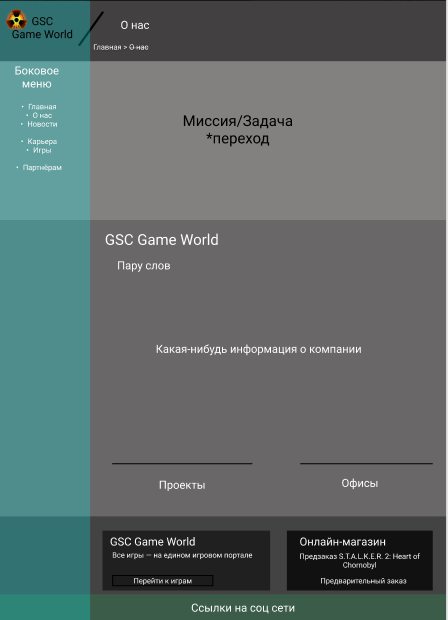 GSC
Game World
О нас
Главная > О нас
Боковое
меню
• Главная
• О нас
• Новости
• Карьера
• Игры
• Партнёрам
Миссия/Задача
*переход
GSC Game World
Пару слов
Какая-нибудь информация о компании
Проекты
Офисы
GSC Game World
Все игры — на едином игровом портале
Перейти к играм
Онлайн-магазин
Предзаказ S.T.A.L.K.E.R. 2: Heart of
Chornobyl
Предварительный заказ
Ссылки на соц сети